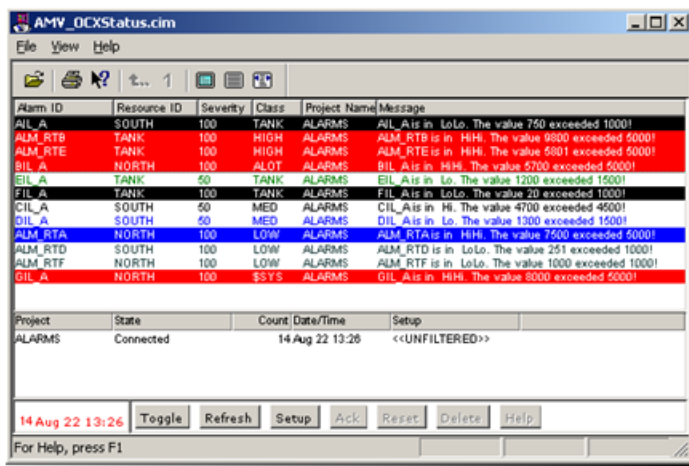 AMV_OCXStatus.cim
File View Help
Alarm ID Resource ID Severity Class Project Name Message
AIL_A SOUTH 100 TANK ALARMS AIL_A is in LoLo. The value 750 exceeded 1000!
ALM_RTB TANK 100 HIGH ALARMS ALM_RTB is in HiHi. The value 9800 exceeded 5000!
ALM_RTE TANK 100 HIGH ALARMS ALM_RTE is in HiHi. The value 5801 exceeded 5000!
BIL_A NORTH 100 ALOT ALARMS BIL_A is in HiHi. The value 5700 exceeded 5000!
EIL_A TANK 50 TANK ALARMS EIL_A is in Lo. The value 1200 exceeded 1500!
FIL_A TANK 100 TANK ALARMS FIL_A is in LoLo. The value 20 exceeded 1000!
CIL_A SOUTH 50 MED ALARMS CIL_A is in Hi. The value 4700 exceeded 4500!
DIL_A SOUTH 50 MED ALARMS DIL_A is in Lo. The value 1300 exceeded 1500!
ALM_RTA NORTH 100 LOW ALARMS ALM_RTA is in HiHi. The value 7500 exceeded 5000!
ALM_RTD SOUTH 100 LOW ALARMS ALM_RTD is in LoLo. The value 251 exceeded 1000!
ALM_RTF NORTH 100 LOW ALARMS ALM_RTF is in LoLo. The value 1000 exceeded 1000!
GIL_A NORTH 100 $SYS ALARMS GIL_A is in HiHi. The value 8000 exceeded 5000!
Project State Count Date/Time Setup
ALARMS Connected 14 Aug 22 13:26 <<UNFILTERED>>
14 Aug 22 13:26 Toggle Refresh Setup Ack Reset Delete Help
For Help, press F1